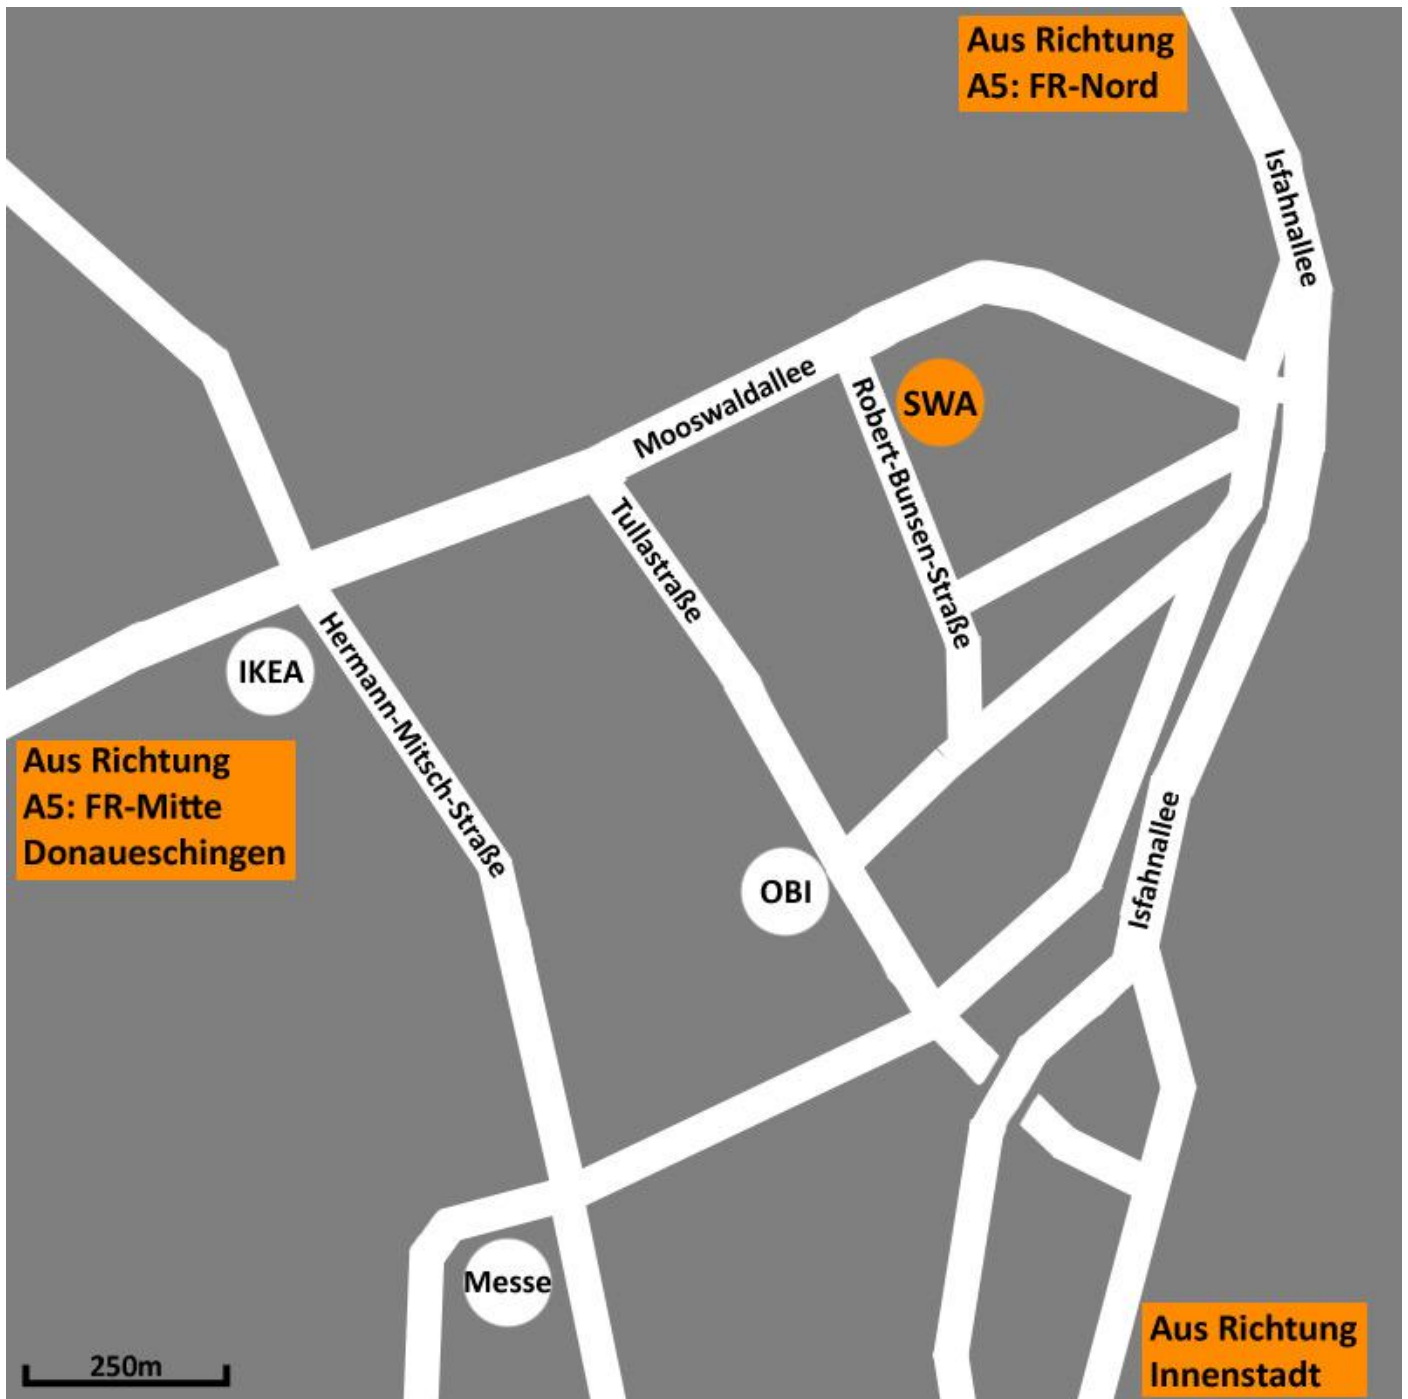 Aus Richtung
A5: FR-Nord
Isfahnallee
Mooswaldallee
Robert-Bunsen-Straße
SWA
Tullastraße
Hermann-Mitsch-Straße
IKEA
Aus Richtung
A5: FR-Mitte
Donaueschingen
OBI
Isfahnallee
Messe
Aus Richtung
Innenstadt
250m